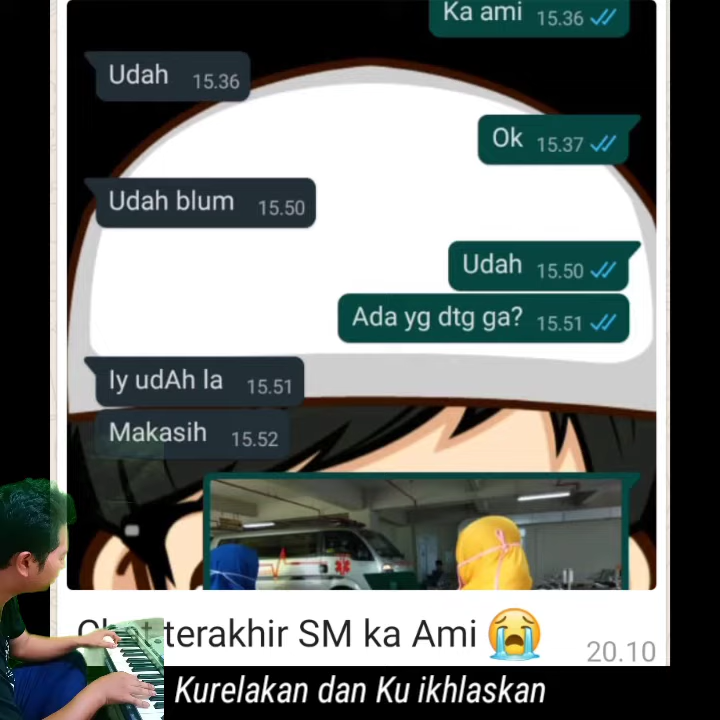 Ka ami 15.36
Udah 15.36
Ok 15.37
Udah blum 15.50
Udah 15.50
Ada yg dtg ga? 15.51
Iy udAh la 15.51
Makasih 15.52
Chat terakhir SM ka Ami 😭 20.10
Kurelakan dan Ku ikhlaskan